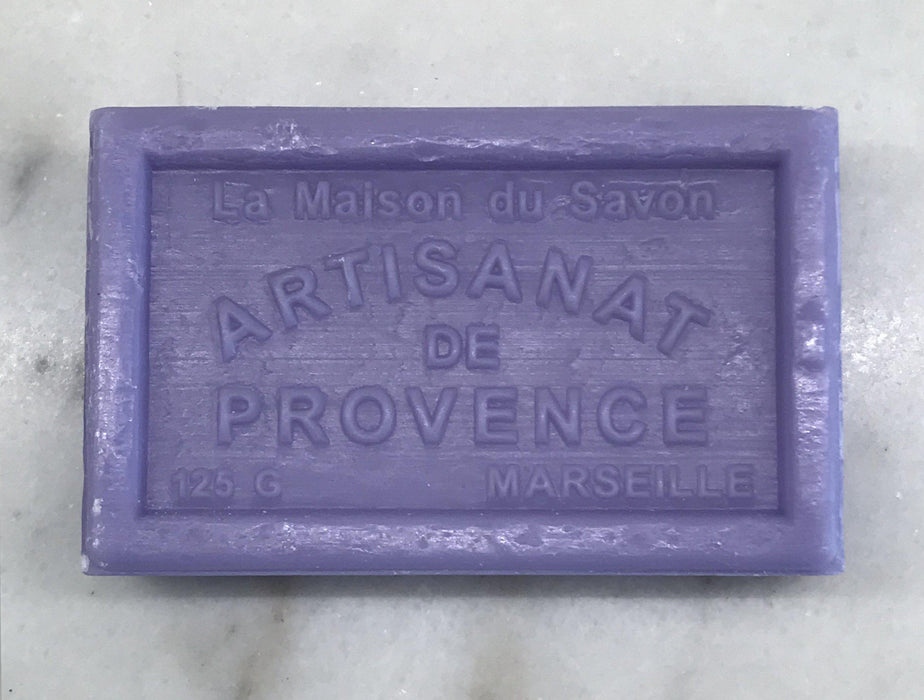 La Maison du Savon
ARTISANAT
DE
PROVENCE
125 G MARSEILLE